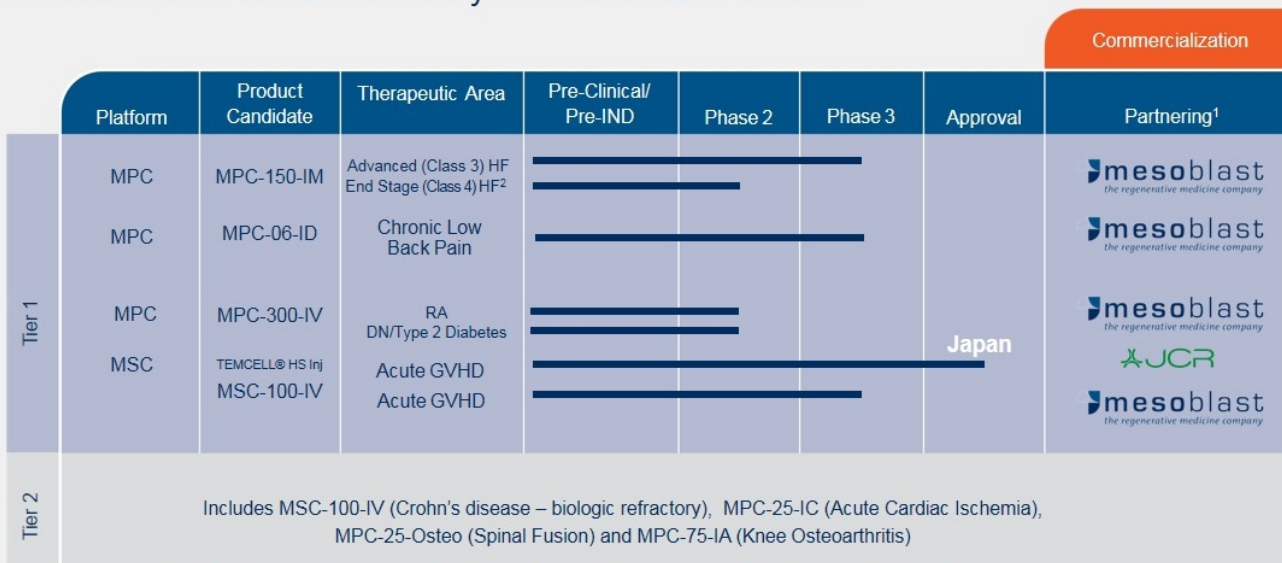 Commercialization
Platform
Product Candidate
Therapeutic Area
Pre-Clinical/ Pre-IND
Phase 2
Phase 3
Approval
Partnering¹
Tier 1
MPC
MPC-150-IM
Advanced (Class 3) HF
End Stage (Class 4) HF²
mesoblast
the regenerative medicine company
MPC
MPC-06-ID
Chronic Low
Back Pain
mesoblast
the regenerative medicine company
MPC
MPC-300-IV
RA
DN/Type 2 Diabetes
mesoblast
the regenerative medicine company
MSC
TEMCELL® HS Inj
Acute GVHD
Japan
JCR
MSC-100-IV
Acute GVHD
mesoblast
the regenerative medicine company
Tier 2
Includes MSC-100-IV (Crohn's disease – biologic refractory), MPC-25-IC (Acute Cardiac Ischemia),
MPC-25-Osteo (Spinal Fusion) and MPC-75-IA (Knee Osteoarthritis)